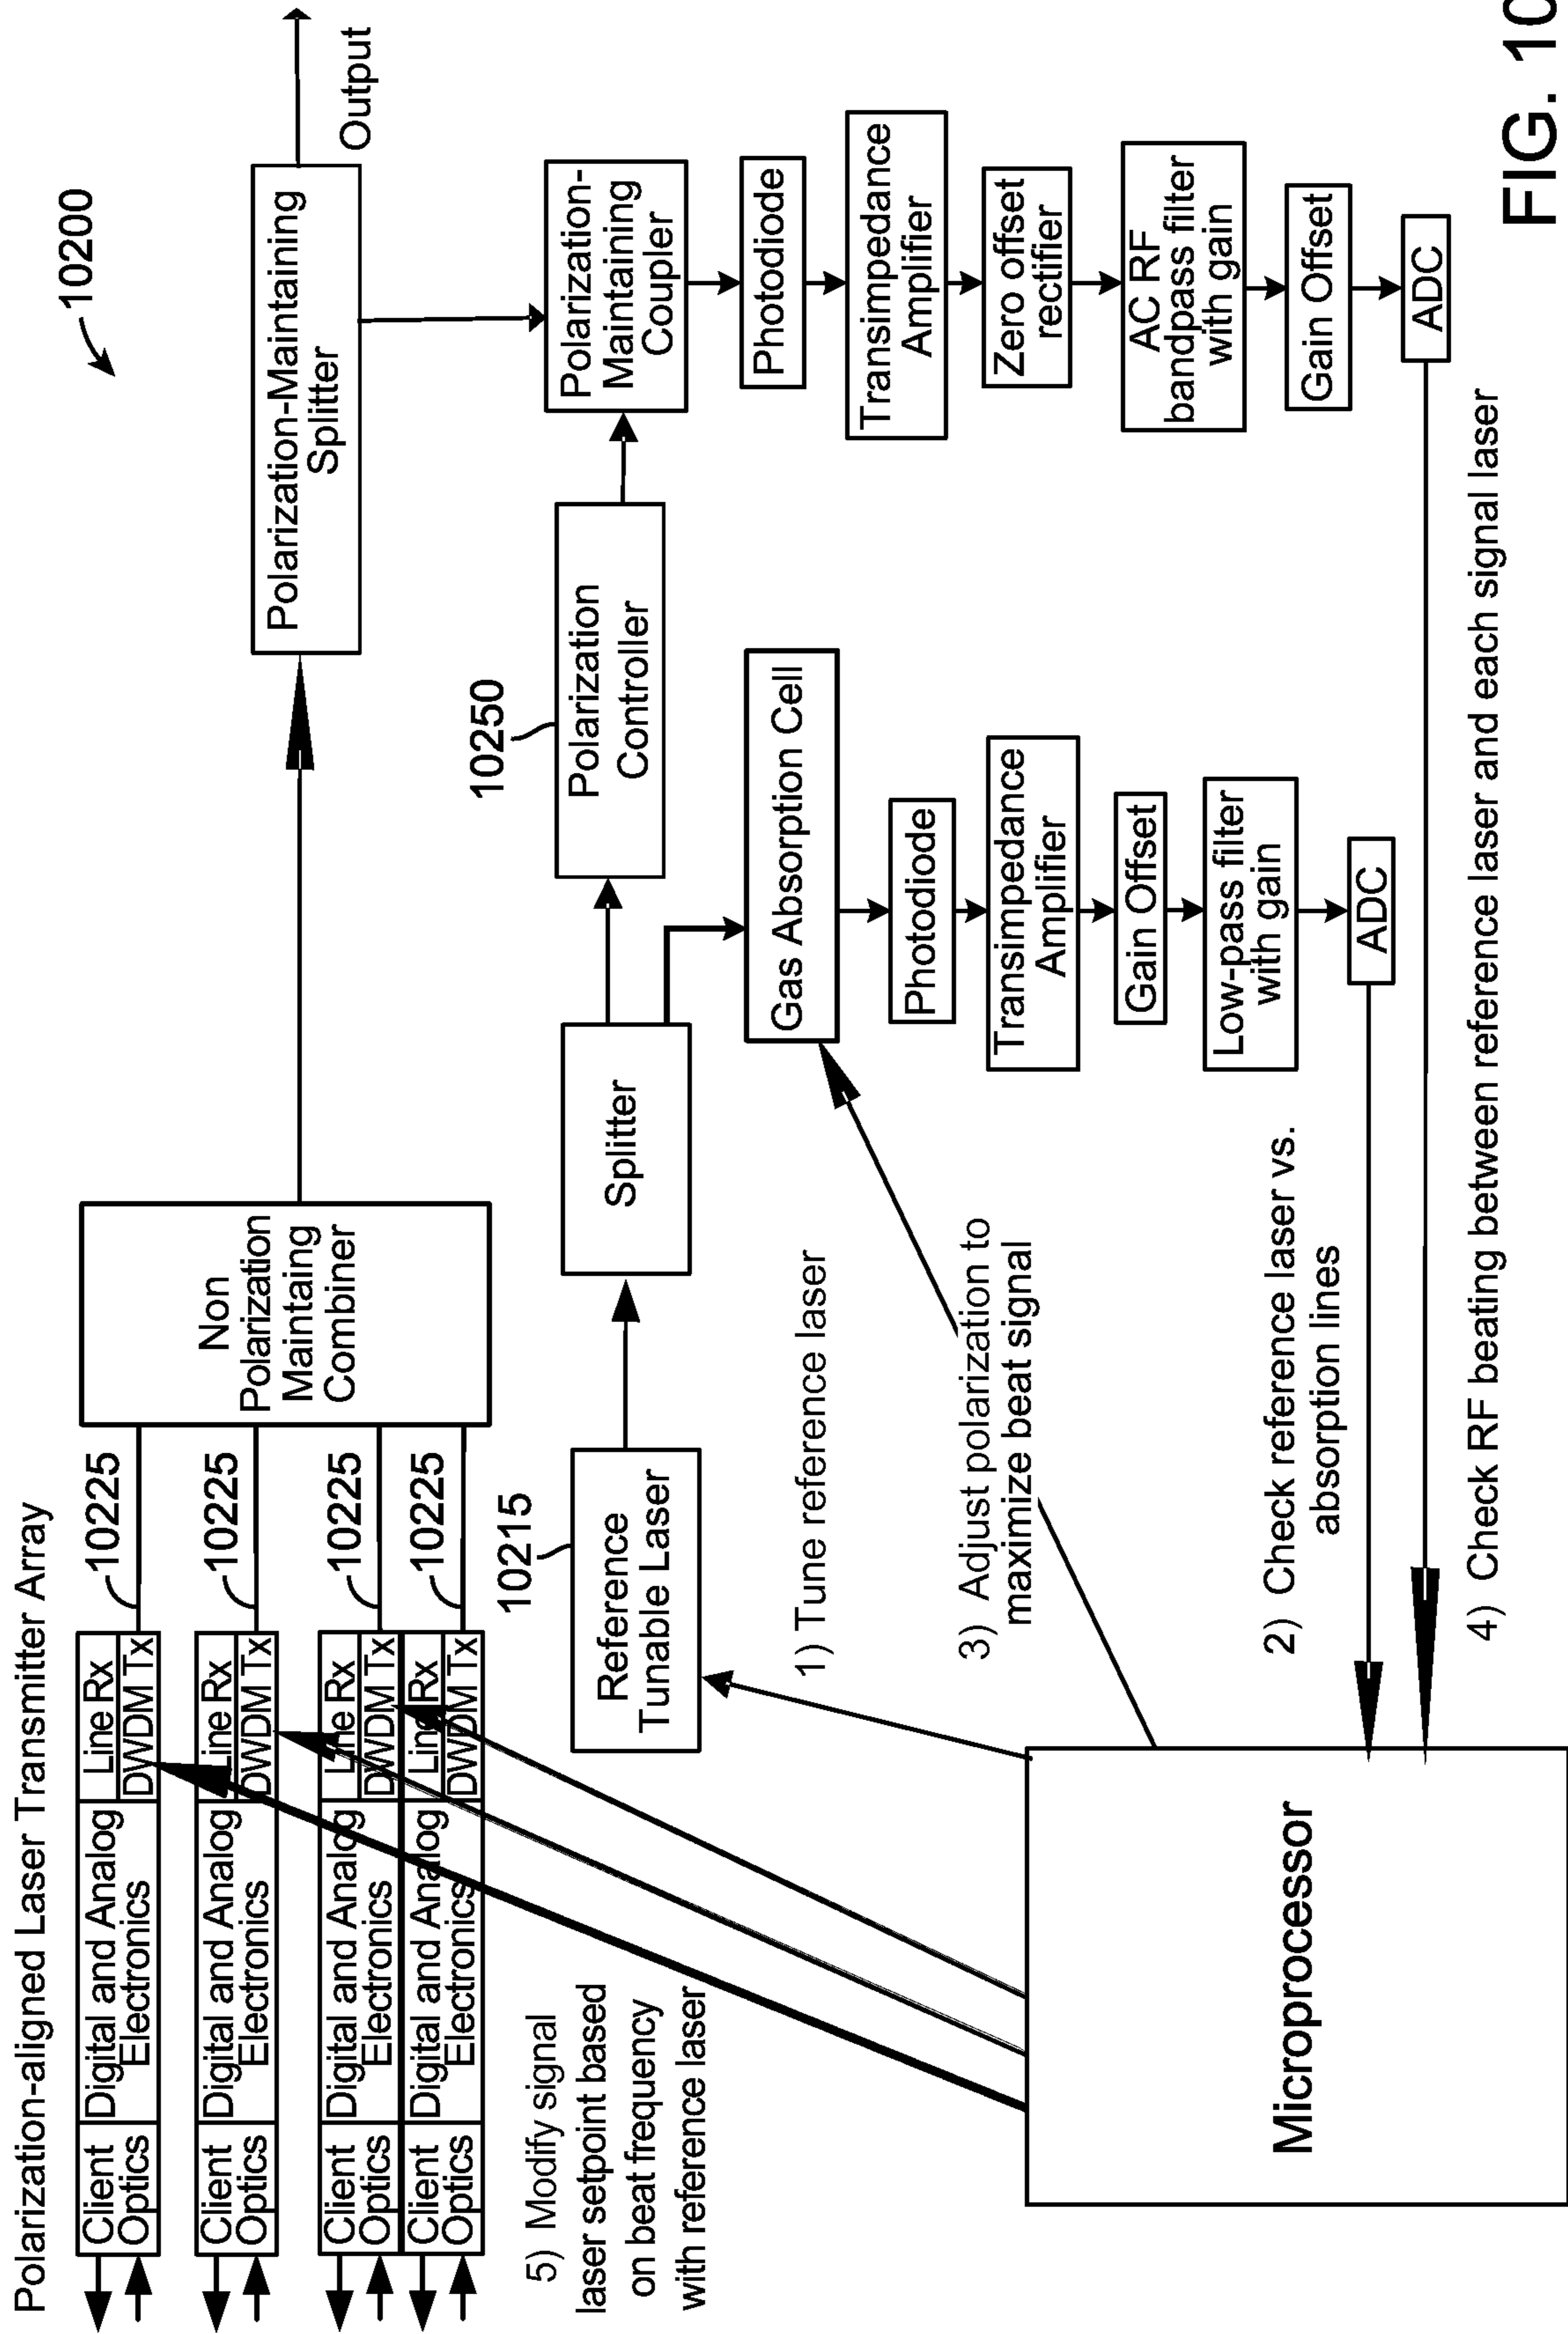 Polarization-aligned Laser Transmitter Array
10200
Client
Optics
Digital and Analog
Electronics
Line Rx
DWDM Tx
10225
Client
Optics
Digital and Analog
Electronics
Line Rx
DWDM Tx
10225
Client
Optics
Digital and Analog
Electronics
Line Rx
DWDM Tx
10225
Client
Optics
Digital and Analog
Electronics
Line Rx
DWDM Tx
10225
Non
Polarization
Maintaing
Combiner
Polarization-Maintaining
Splitter
Output
5) Modify signal
laser setpoint based
on beat frequency
with reference laser
10215
Reference
Tunable Laser
Splitter
10250
Polarization
Controller
Polarization-
Maintaining
Coupler
Gas Absorption Cell
Photodiode
Transimpedance
Amplifier
Gain Offset
Low-pass filter
with gain
ADC
Photodiode
Transimpedance
Amplifier
Zero offset
rectifier
AC RF
bandpass filter
with gain
Gain Offset
ADC
1) Tune reference laser
3) Adjust polarization to
maximize beat signal
2) Check reference laser vs.
absorption lines
4) Check RF beating between reference laser and each signal laser
Microprocessor
FIG. 10